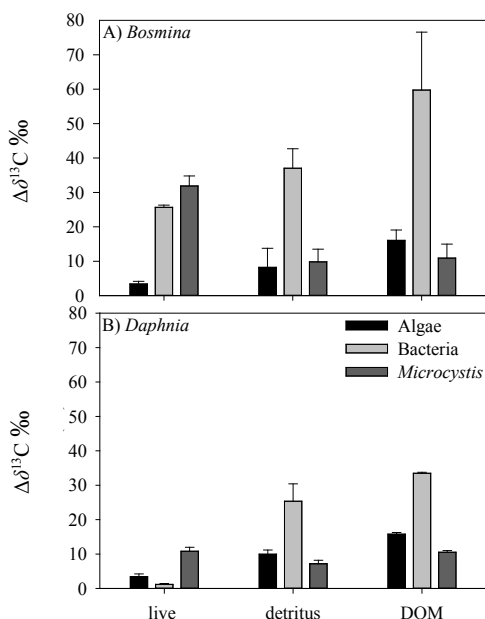 A) Bosmina
80
70
60
50
40
30
20
10
0
Δδ¹³C ‰
B) Daphnia
Algae
Bacteria
Microcystis
80
70
60
50
40
30
20
10
0
Δδ¹³C ‰
live detritus DOM